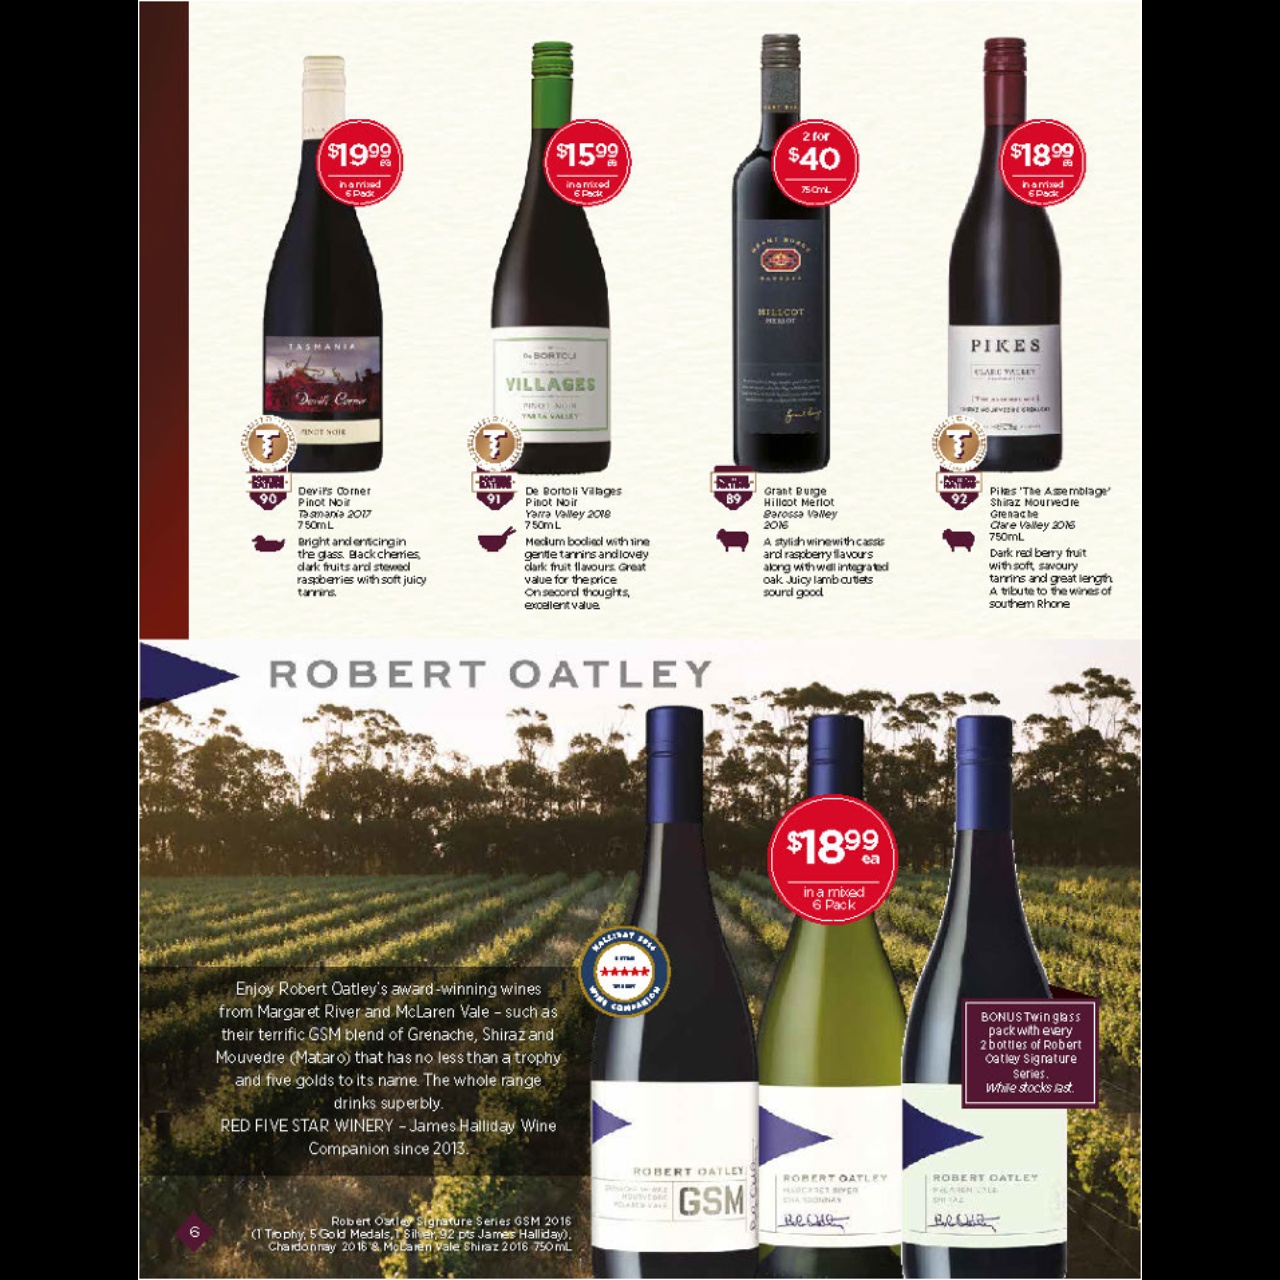 $19.99 ea
in a mixed
6 Pack
$15.99 ea
in a mixed
6 Pack
2 for
$40
750mL
$18.99 ea
in a mixed
6 Pack
TASMANIA
Devil's Corner
PINOT NOIR
De BORTOLI
VILLAGES
PINOT NOIR
YARRA VALLEY
GRANT BURGE
BAROSSA
HILLCOT
MERLOT
PIKES
CLARE VALLEY
90
Devil's Corner
Pinot Noir
Tasmania 2017
750mL
Bright and enticing in
the glass. Black cherries,
dark fruits and stewed
raspberries with soft juicy
tannins.
91
De Bortoli Villages
Pinot Noir
Yarra Valley 2018
750mL
Medium bodied with fine
gentle tannins and lovely
dark fruit flavours. Great
value for the price.
On second thoughts,
excellent value.
89
Grant Burge
Hillcot Merlot
Barossa Valley
2016
A stylish wine with cassis
and raspberry flavours
along with well integrated
oak. Juicy lamb cutlets
sound good.
92
Pikes 'The Assemblage'
Shiraz Mourvedre
Grenache
Clare Valley 2016
750mL
Dark red berry fruit
with soft, savoury
tannins and great length.
A tribute to the wines of
southern Rhone
ROBERT OATLEY
$18.99 ea
in a mixed
6 Pack
HALLIDAY
WINE COMPANION
Enjoy Robert Oatley's award-winning wines
from Margaret River and McLaren Vale – such as
their terrific GSM blend of Grenache, Shiraz and
Mouvedre (Mataro) that has no less than a trophy
and five golds to its name. The whole range
drinks superbly.
RED FIVE STAR WINERY – James Halliday Wine
Companion since 2013.
BONUS Twin glass
pack with every
2 bottles of Robert
Oatley Signature
Series.
While stocks last.
ROBERT OATLEY
GSM
ROBERT OATLEY
MARGARET RIVER
CHARDONNAY
ROBERT OATLEY
McLAREN VALE
SHIRAZ
Robert Oatley Signature Series GSM 2016
(1 Trophy, 5 Gold Medals, 1 Silver, 92 pts James Halliday),
Chardonnay 2016 & McLaren Vale Shiraz 2016 750mL
6